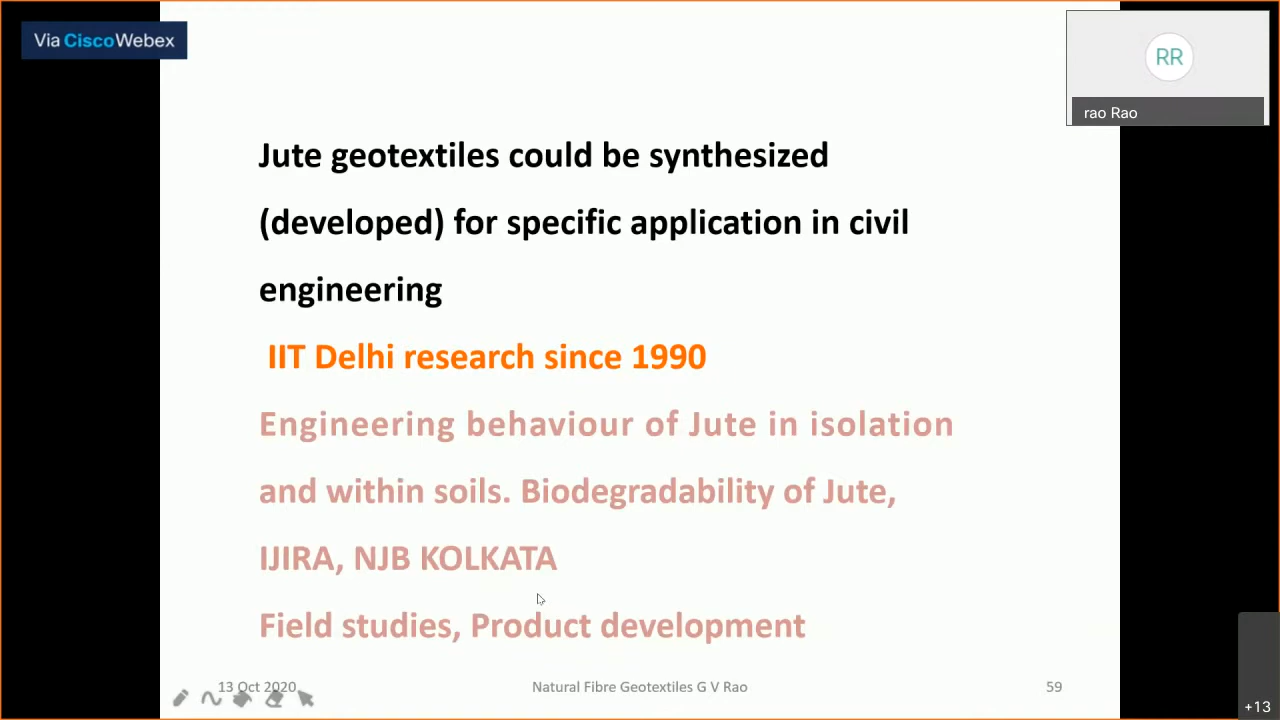 Via CiscoWebex
RR
rao Rao
Jute geotextiles could be synthesized
(developed) for specific application in civil
engineering
IIT Delhi research since 1990
Engineering behaviour of Jute in isolation
and within soils. Biodegradability of Jute,
IJIRA, NJB KOLKATA
Field studies, Product development
13 Oct 2020
Natural Fibre Geotextiles G V Rao
59
+13